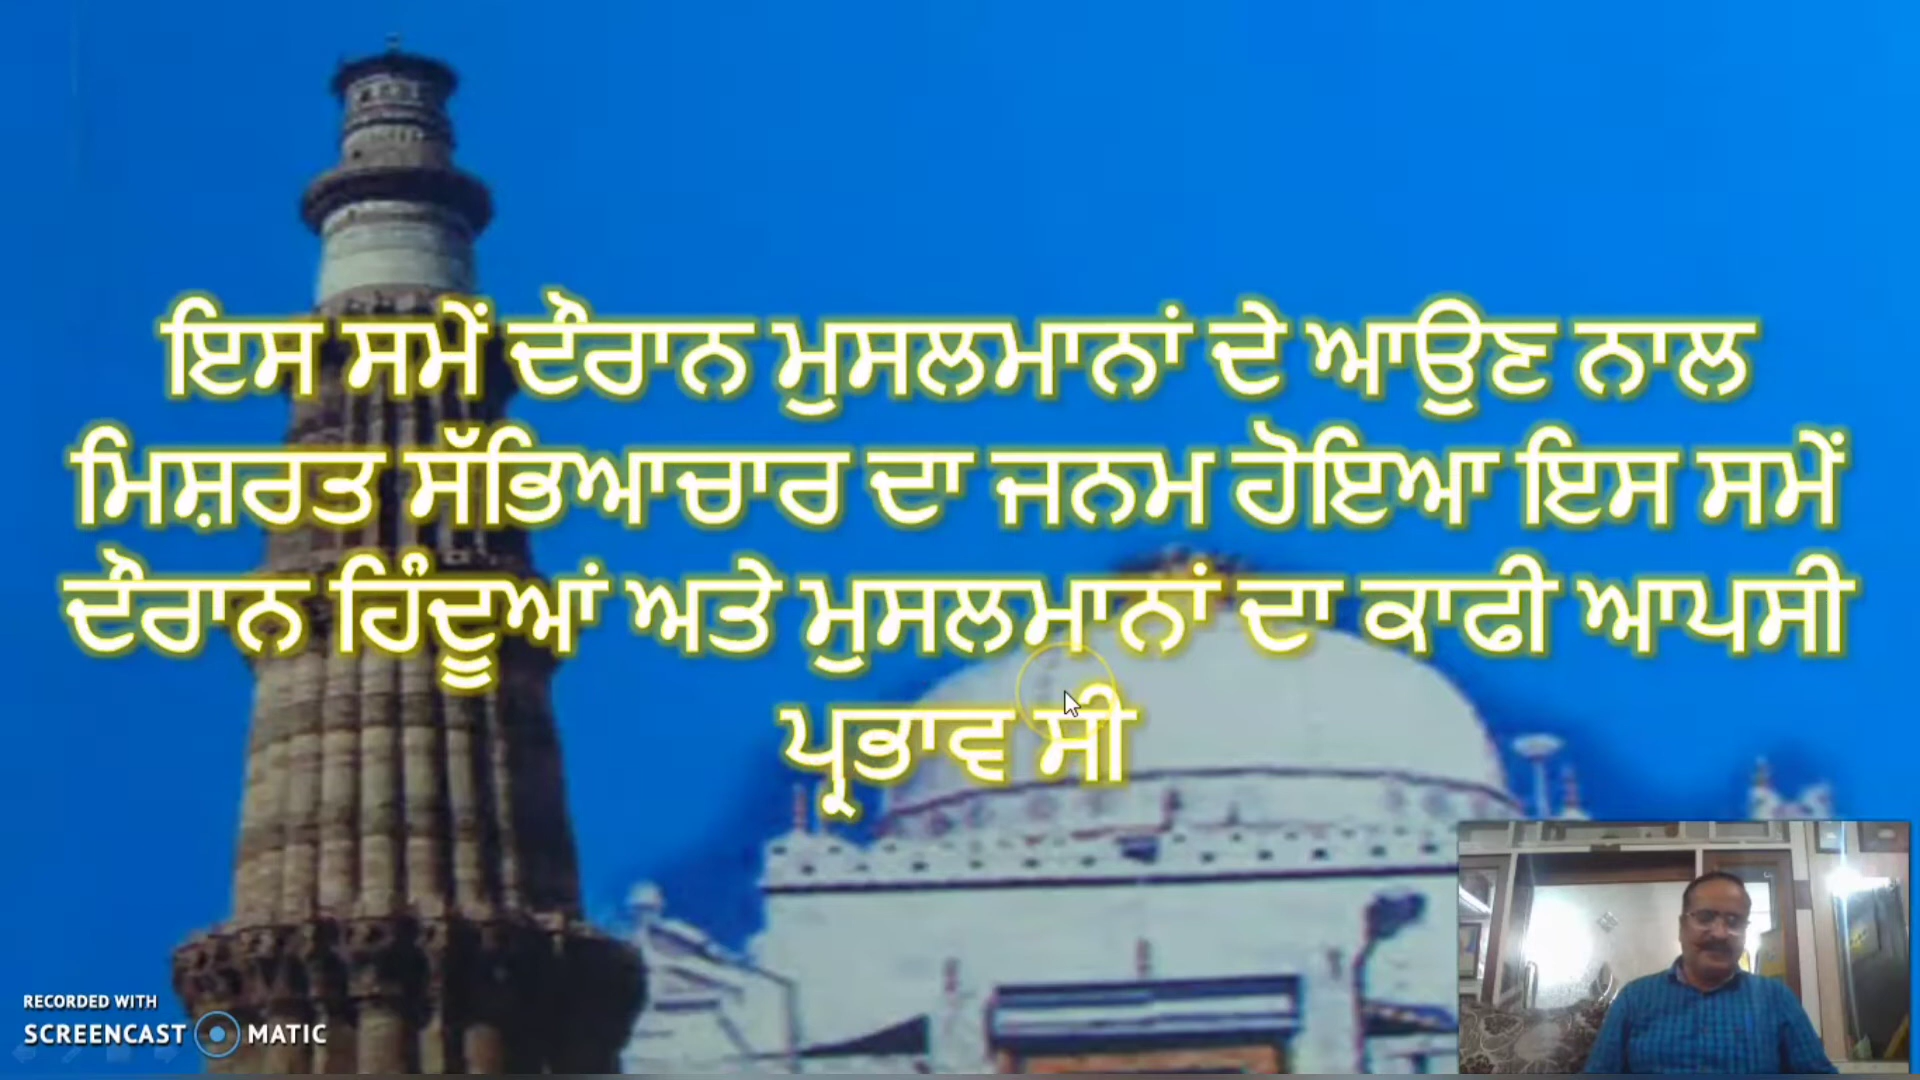 ਇਸ ਸਮੇਂ ਦੌਰਾਨ ਮੁਸਲਮਾਨਾਂ ਦੇ ਆਉਣ ਨਾਲ
ਮਿਸ਼ਰਤ ਸੱਭਿਆਚਾਰ ਦਾ ਜਨਮ ਹੋਇਆ ਇਸ ਸਮੇਂ
ਦੌਰਾਨ ਹਿੰਦੂਆਂ ਅਤੇ ਮੁਸਲਮਾਨਾਂ ਦਾ ਕਾਫੀ ਆਪਸੀ
ਪ੍ਰਭਾਵ ਸੀ
RECORDED WITH
SCREENCAST MATIC